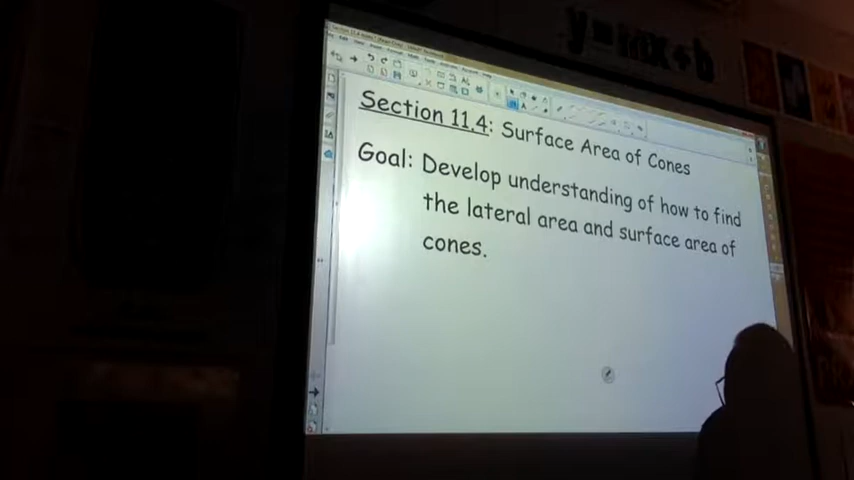 y=mx+b
Section 11.4: Surface Area of Cones
Goal: Develop understanding of how to find
the lateral area and surface area of
cones.